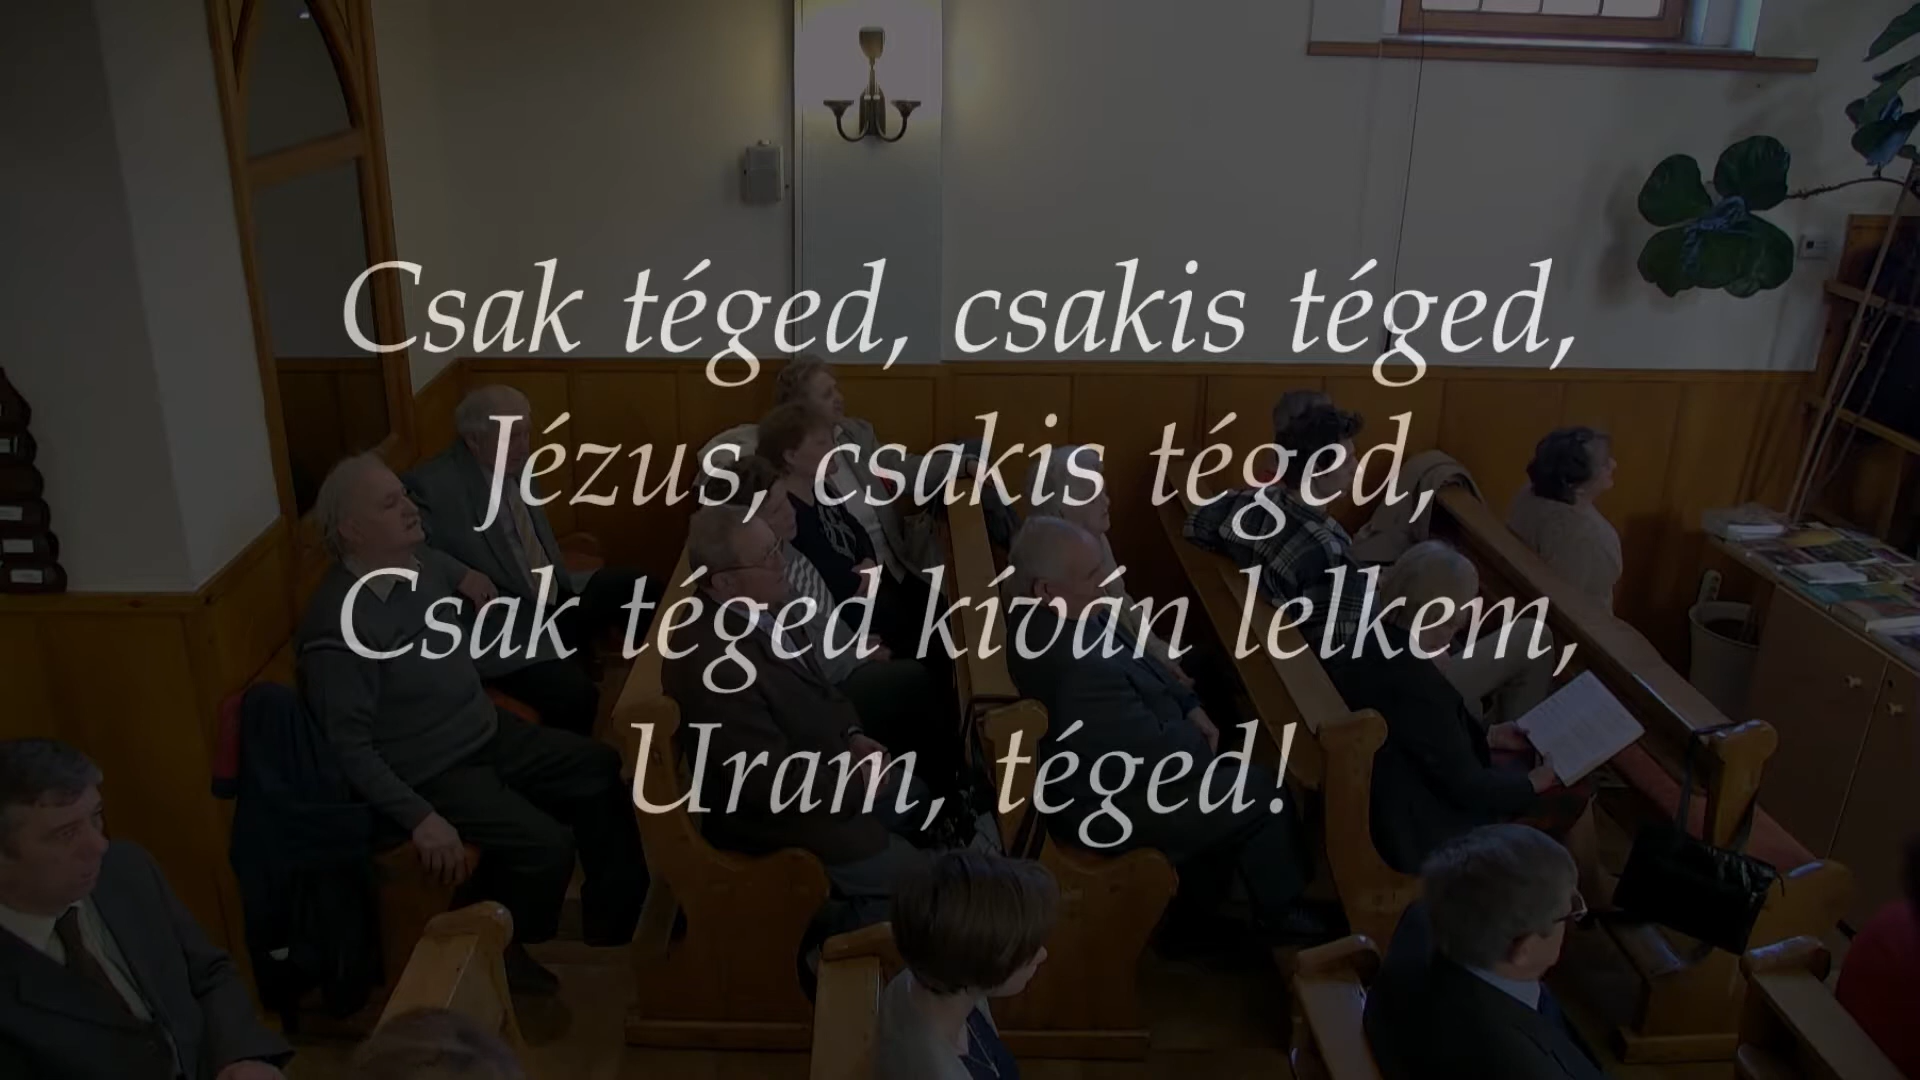 Csak téged, csakis téged,
Jézus, csakis téged,
Csak téged kíván lelkem,
Uram, téged!